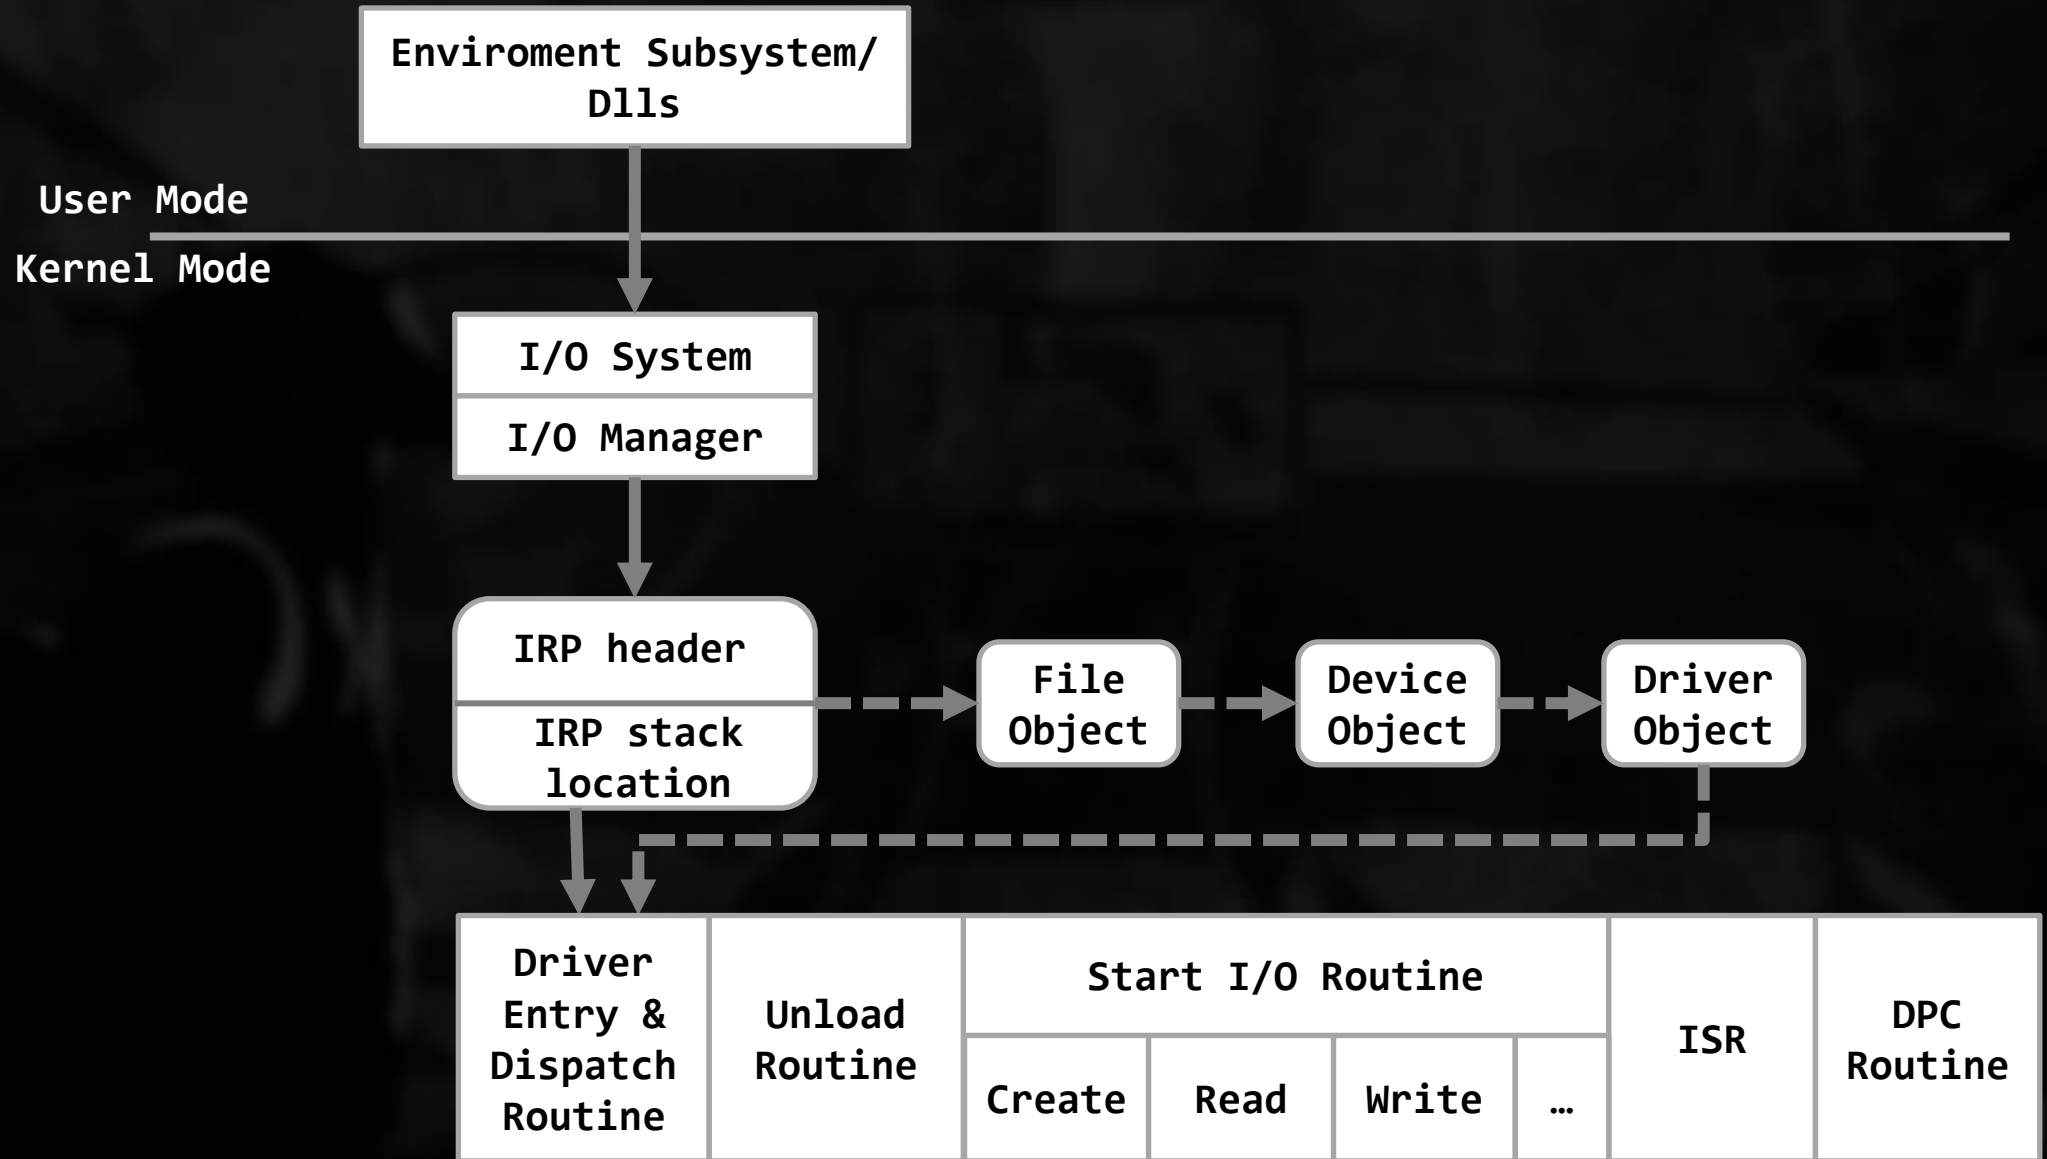 Enviroment Subsystem/
Dlls
User Mode
Kernel Mode
I/O System
I/O Manager
IRP header
IRP stack
location
File
Object
Device
Object
Driver
Object
Driver
Entry &
Dispatch
Routine
Unload
Routine
Start I/O Routine
Create
Read
Write
…
ISR
DPC
Routine